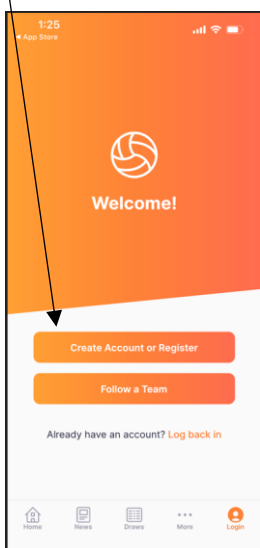 1:25
◄ App Store
Welcome!
Create Account or Register
Follow a Team
Already have an account? Log back in
Home News Draws More Login